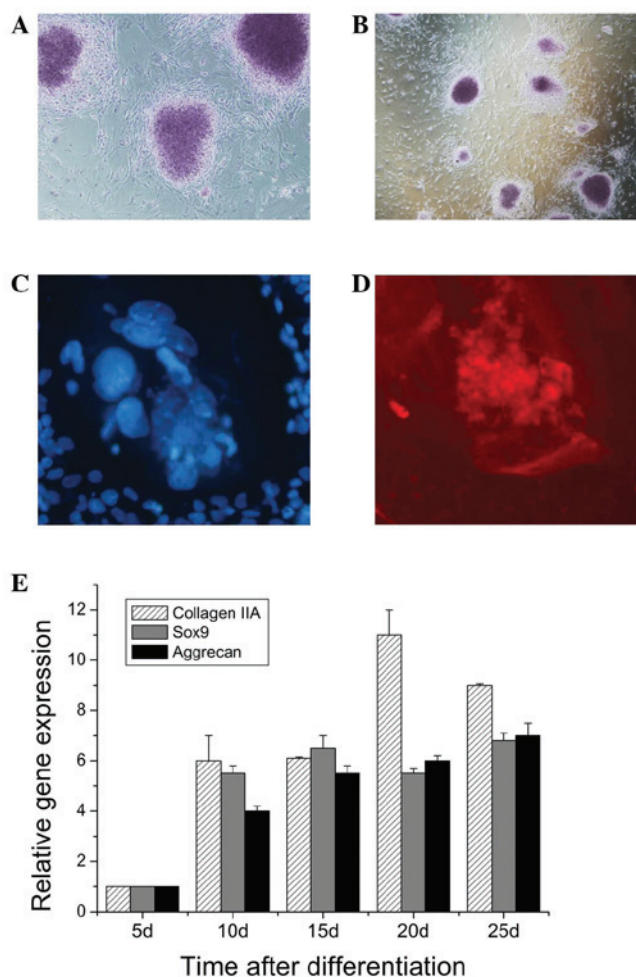 A
B
C
D
E
Relative gene expression
12
10
8
6
4
2
0
Collagen IIA
Sox9
Aggrecan
5d
10d
15d
20d
25d
Time after differentiation